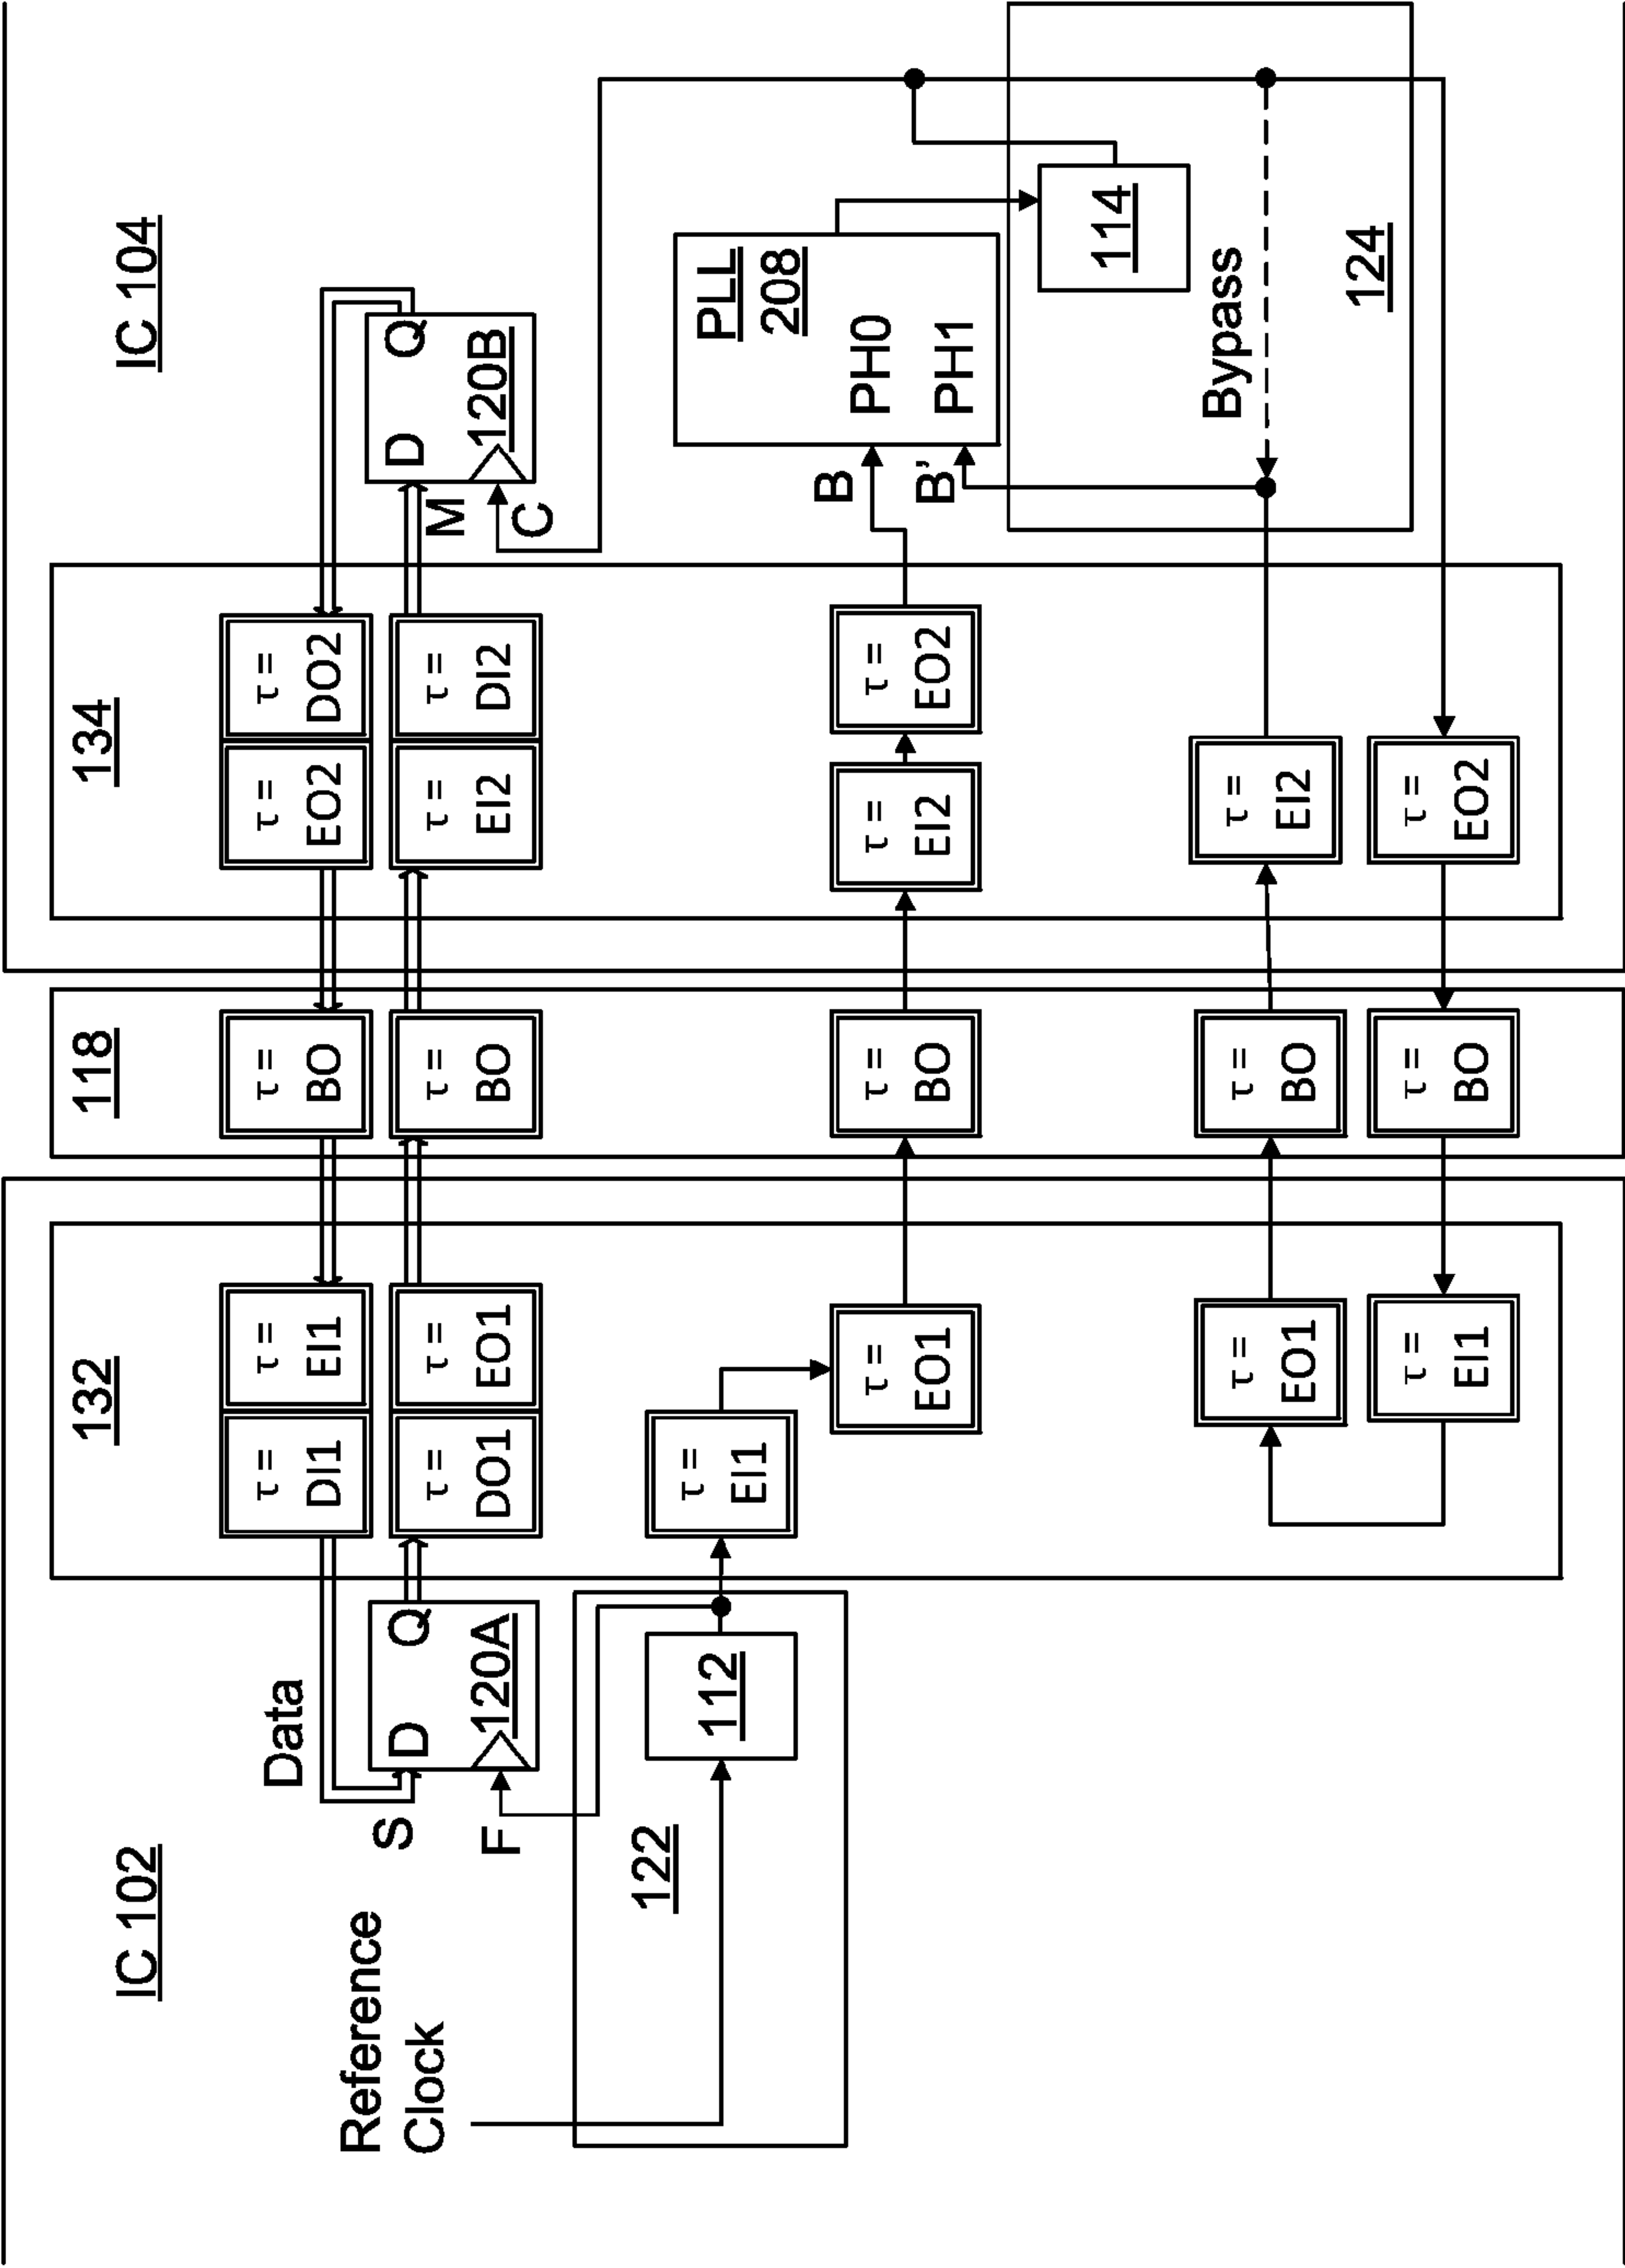 IC 102
132
118
134
IC 104
Data
τ =
DI1
τ =
EI1
τ =
BO
τ =
EO2
τ =
DO2
Reference
Clock
S
D Q
120A
F
τ =
DO1
τ =
EO1
τ =
BO
τ =
EI2
τ =
DI2
M
C
D Q
120B
122
112
τ =
EI1
τ =
EO1
τ =
BO
τ =
EI2
τ =
EO2
B
B’
PLL
208
PH0
PH1
114
τ =
EO1
τ =
BO
τ =
EI2
Bypass
124
τ =
EI1
τ =
BO
τ =
EO2